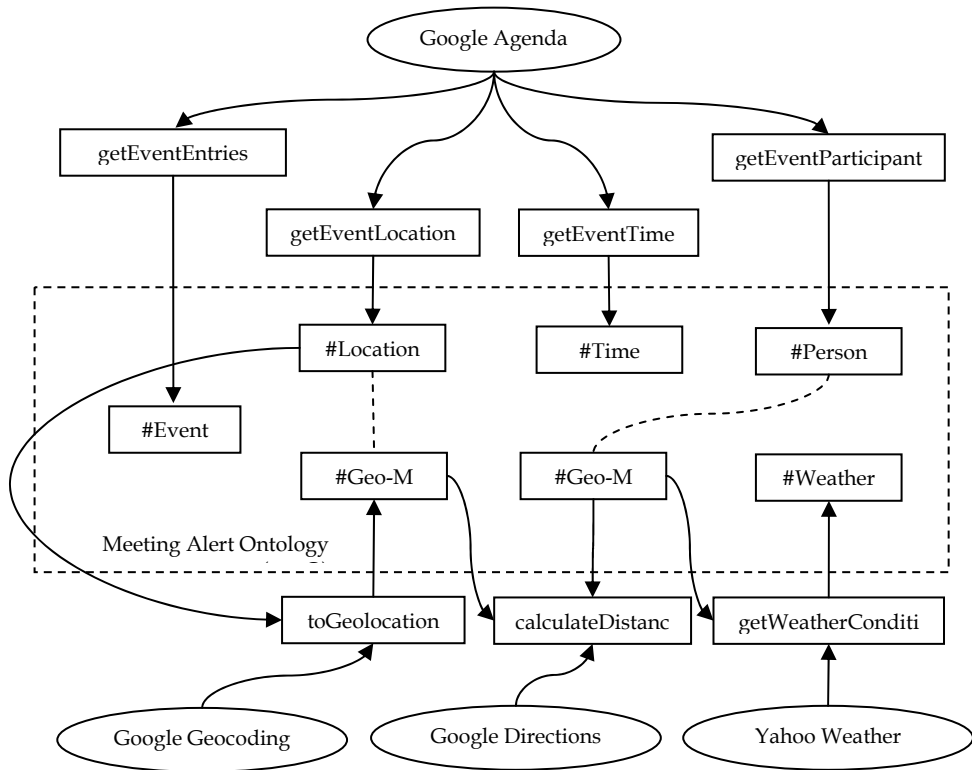 Google Agenda
getEventEntries
getEventParticipant
getEventLocation
getEventTime
#Location
#Time
#Person
#Event
#Geo-M
#Geo-M
#Weather
Meeting Alert Ontology
toGeolocation
calculateDistanc
getWeatherConditi
Google Geocoding
Google Directions
Yahoo Weather